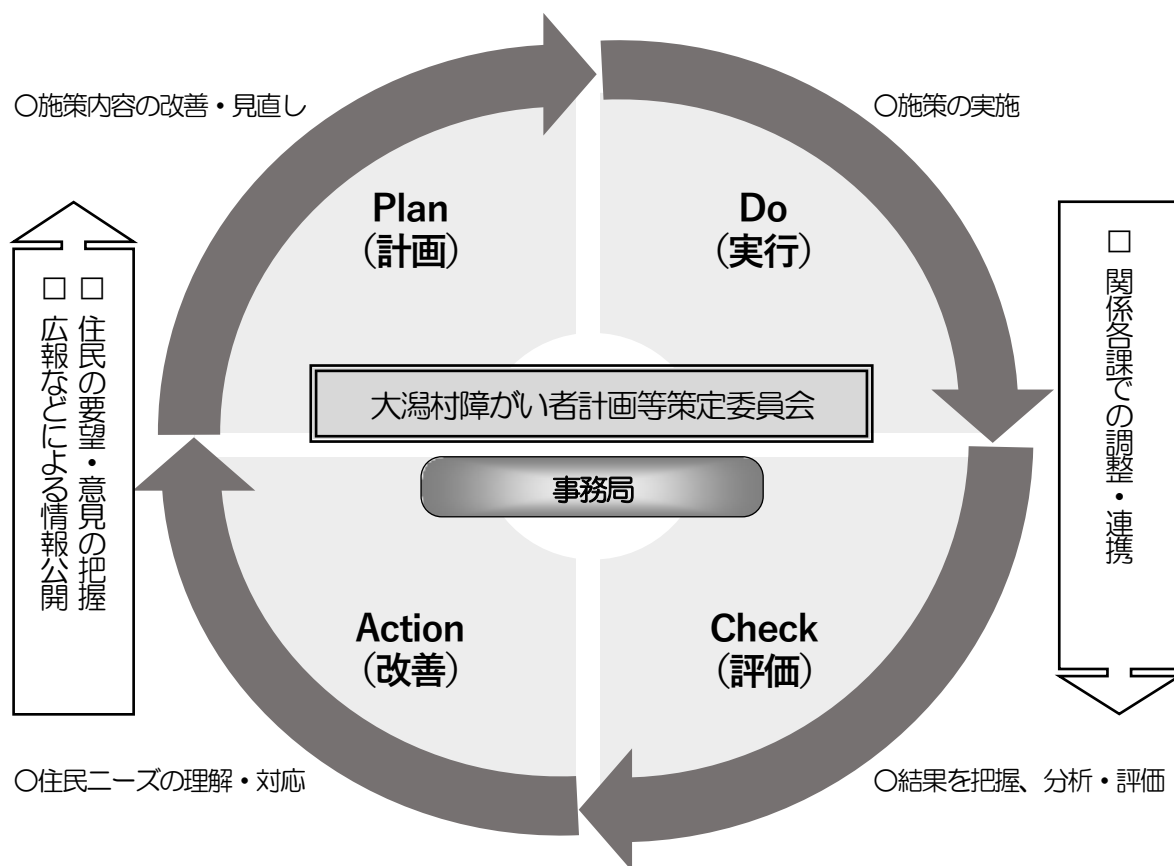 〇施策内容の改善・見直し
〇施策の実施
Plan
（計画）
Do
（実行）
□ 住民の要望・意見の把握
□ 広報などによる情報公開
□ 関係各課での調整・連携
大潟村障がい者計画等策定委員会
事務局
Action
（改善）
Check
（評価）
〇住民ニーズの理解・対応
〇結果を把握、分析・評価